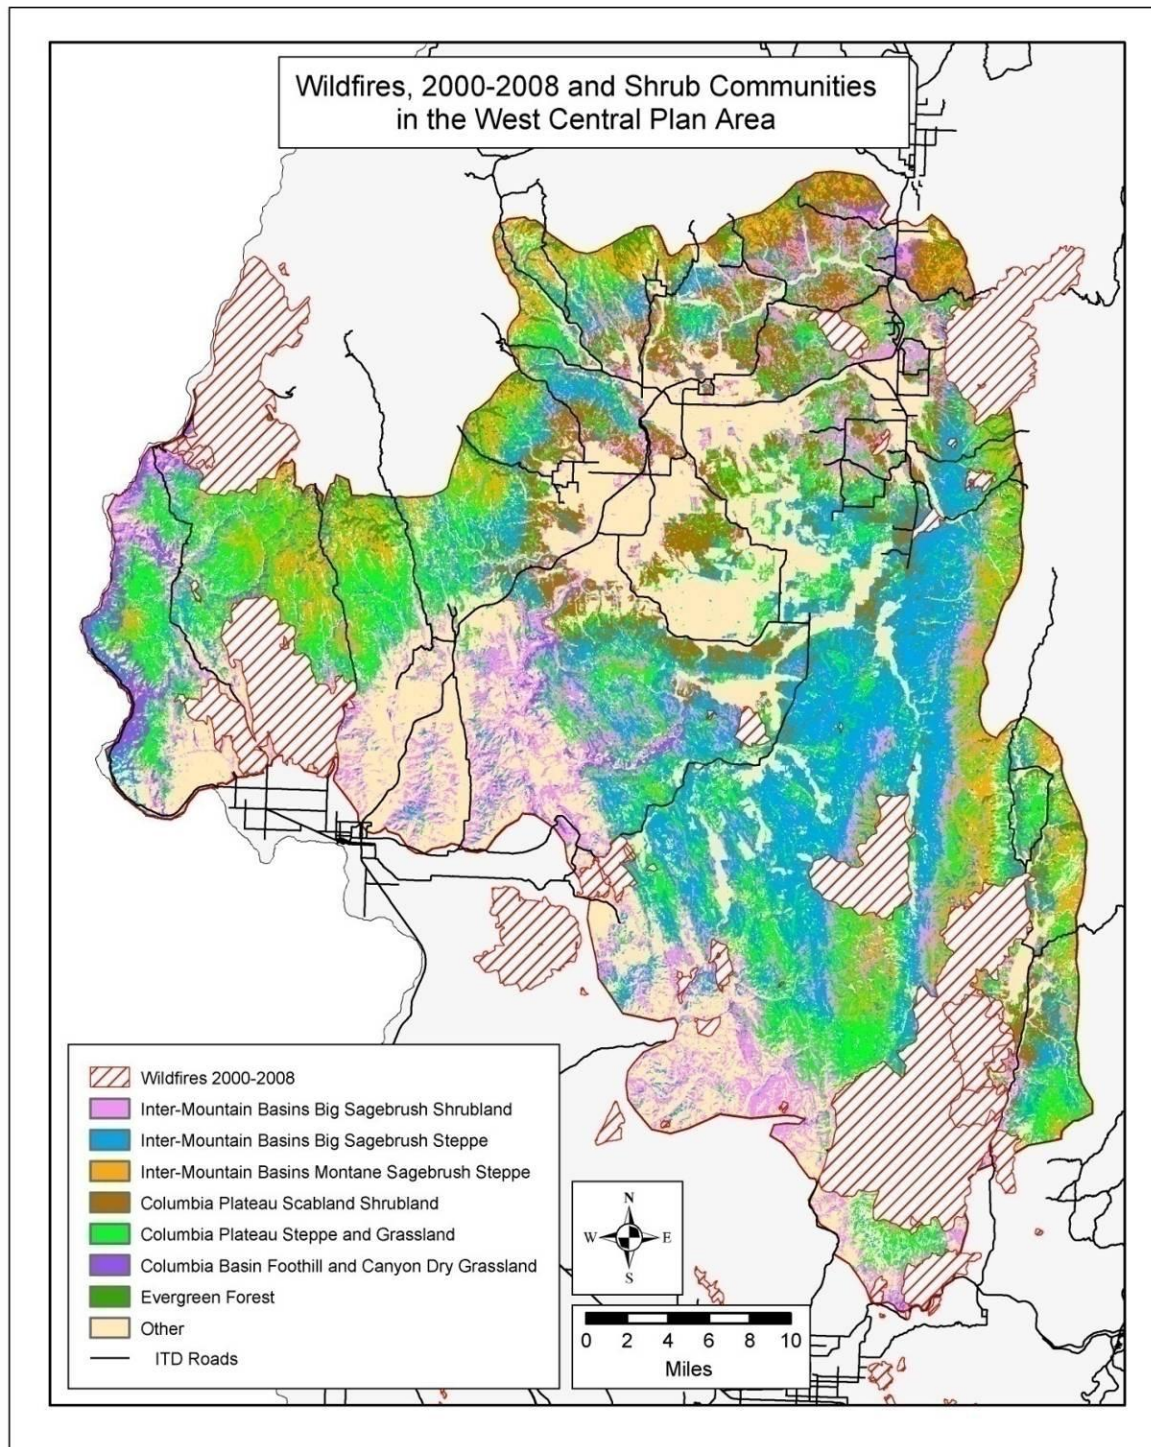 Wildfires, 2000-2008 and Shrub Communities
in the West Central Plan Area
Wildfires 2000-2008
Inter-Mountain Basins Big Sagebrush Shrubland
Inter-Mountain Basins Big Sagebrush Steppe
Inter-Mountain Basins Montane Sagebrush Steppe
Columbia Plateau Scabland Shrubland
Columbia Plateau Steppe and Grassland
Columbia Basin Foothill and Canyon Dry Grassland
Evergreen Forest
Other
ITD Roads
N
W E
S
0 2 4 6 8 10
Miles